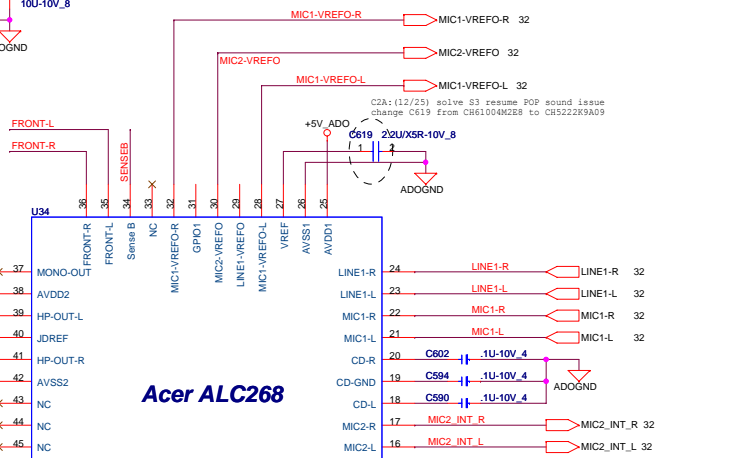 10U-10V_8
OGND
MIC1-VREFO-R
MIC1-VREFO-R 32
MIC2-VREFO
MIC2-VREFO 32
MIC1-VREFO-L
MIC1-VREFO-L 32
C2A:(12/25) solve S3 resume POP sound issue
change C619 from CH61004M2E8 to CH5222K9A09
+5V_ADO
C619 2.2U/X5R-10V_8
1 2
ADOGND
FRONT-L
FRONT-R
SENSEB
36 35 34 33 32 31 30 29 28 27 26 25
U34
FRONT-R
FRONT-L
Sense B
NC
MIC1-VREFO-R
GPIO1
MIC2-VREFO
LINE1-VREFO
MIC1-VREFO-L
VREF
AVSS1
AVDD1
37 MONO-OUT
38 AVDD2
39 HP-OUT-L
40 JDREF
41 HP-OUT-R
42 AVSS2
43 NC
44 NC
45 NC
Acer ALC268
LINE1-R 24 LINE1-R LINE1-R 32
LINE1-L 23 LINE1-L LINE1-L 32
MIC1-R 22 MIC1-R MIC1-R 32
MIC1-L 21 MIC1-L MIC1-L 32
CD-R 20 C602 .1U-10V_4
CD-GND 19 C594 .1U-10V_4
ADOGND
CD-L 18 C590 .1U-10V_4
MIC2-R 17 MIC2_INT_R MIC2_INT_R 32
MIC2-L 16 MIC2_INT_L MIC2_INT_L 32